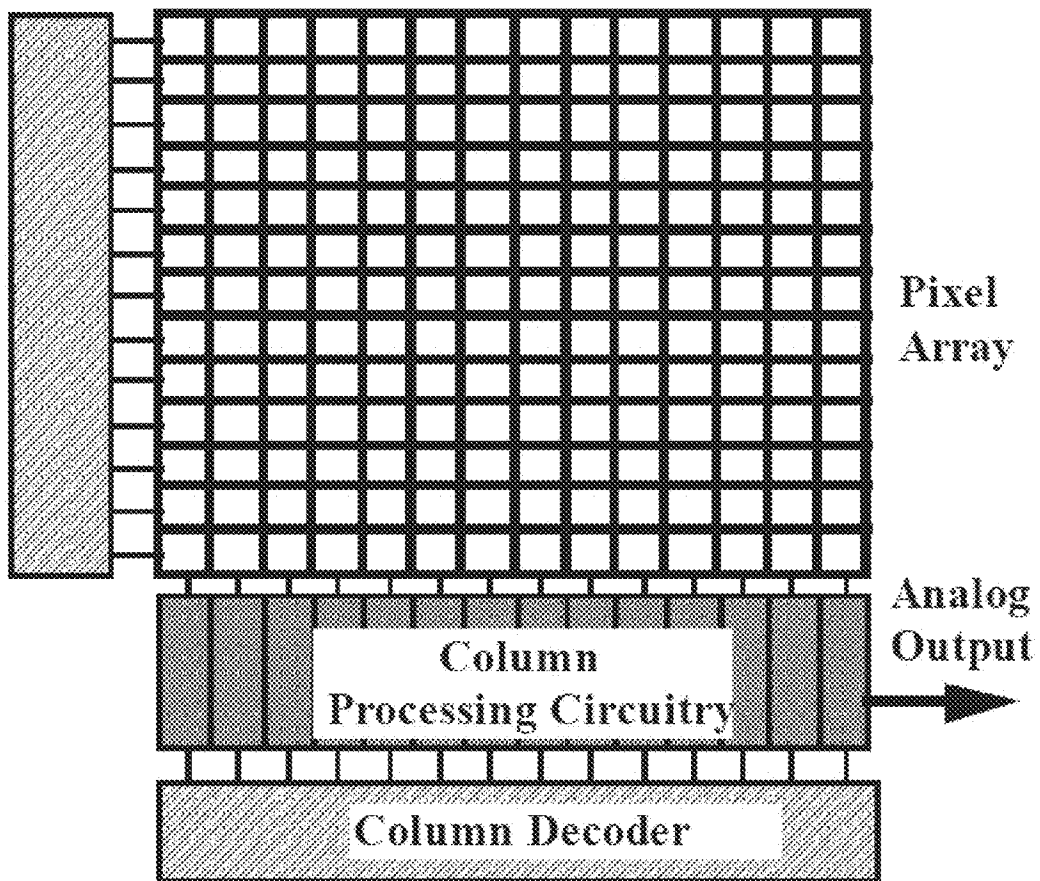 Pixel
Array
Analog
Output
Column
Processing Circuitry
Column Decoder